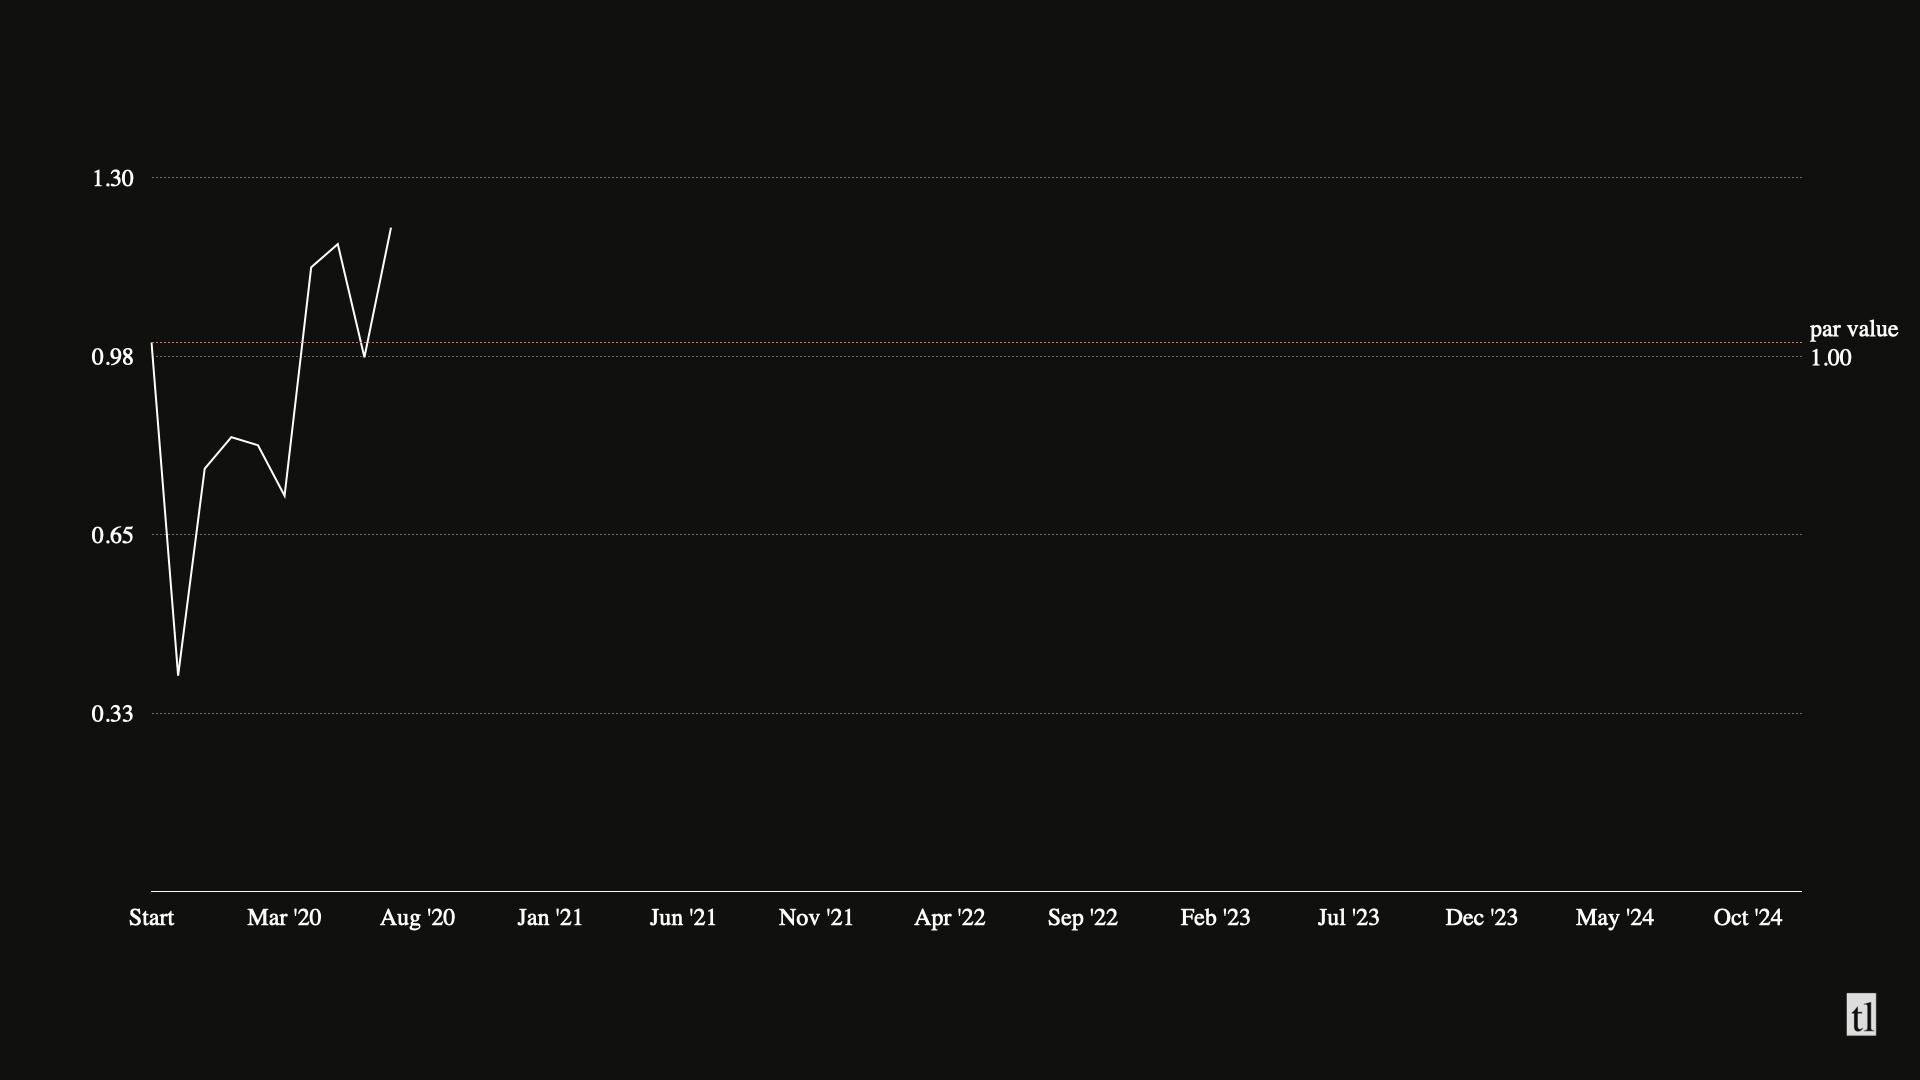 1.30
par value
0.98
1.00
0.65
0.33
Start Mar '20 Aug '20 Jan '21 Jun '21 Nov '21 Apr '22 Sep '22 Feb '23 Jul '23 Dec '23 May '24 Oct '24
tl